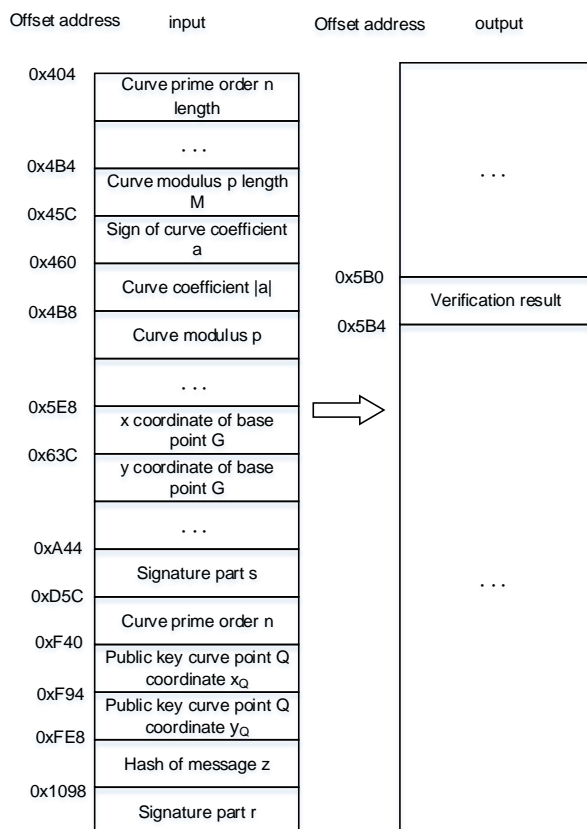 Offset address
input
Offset address
output
0x404
Curve prime order n
length
...
0x4B4
Curve modulus p length
M
0x45C
Sign of curve coefficient
a
0x460
Curve coefficient |a|
0x4B8
Curve modulus p
...
0x5E8
x coordinate of base
point G
0x63C
y coordinate of base
point G
...
0xA44
Signature part s
0xD5C
Curve prime order n
0xF40
Public key curve point Q
coordinate xQ
0xF94
Public key curve point Q
coordinate yQ
0xFE8
Hash of message z
0x1098
Signature part r
...
0x5B0
Verification result
0x5B4
...